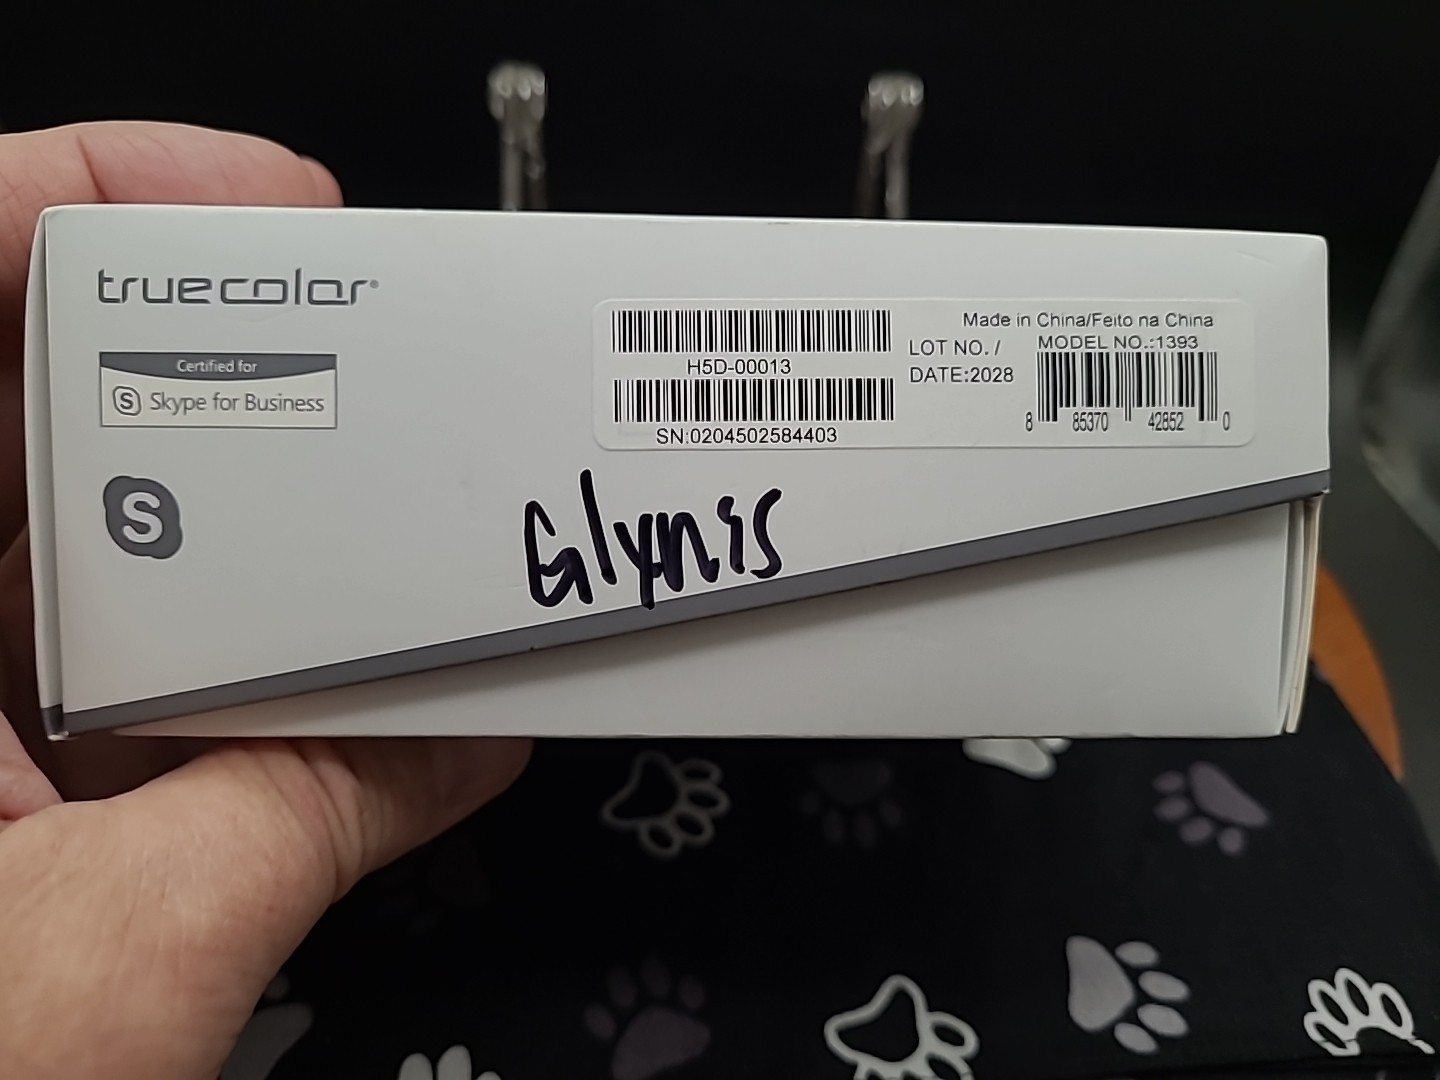 truecolor®
Certified for
S Skype for Business
S
H5D-00013
SN:0204502584403
Made in China/Feito na China
LOT NO. / MODEL NO.:1393
DATE:2028
8 85370 42852 0
Glynis